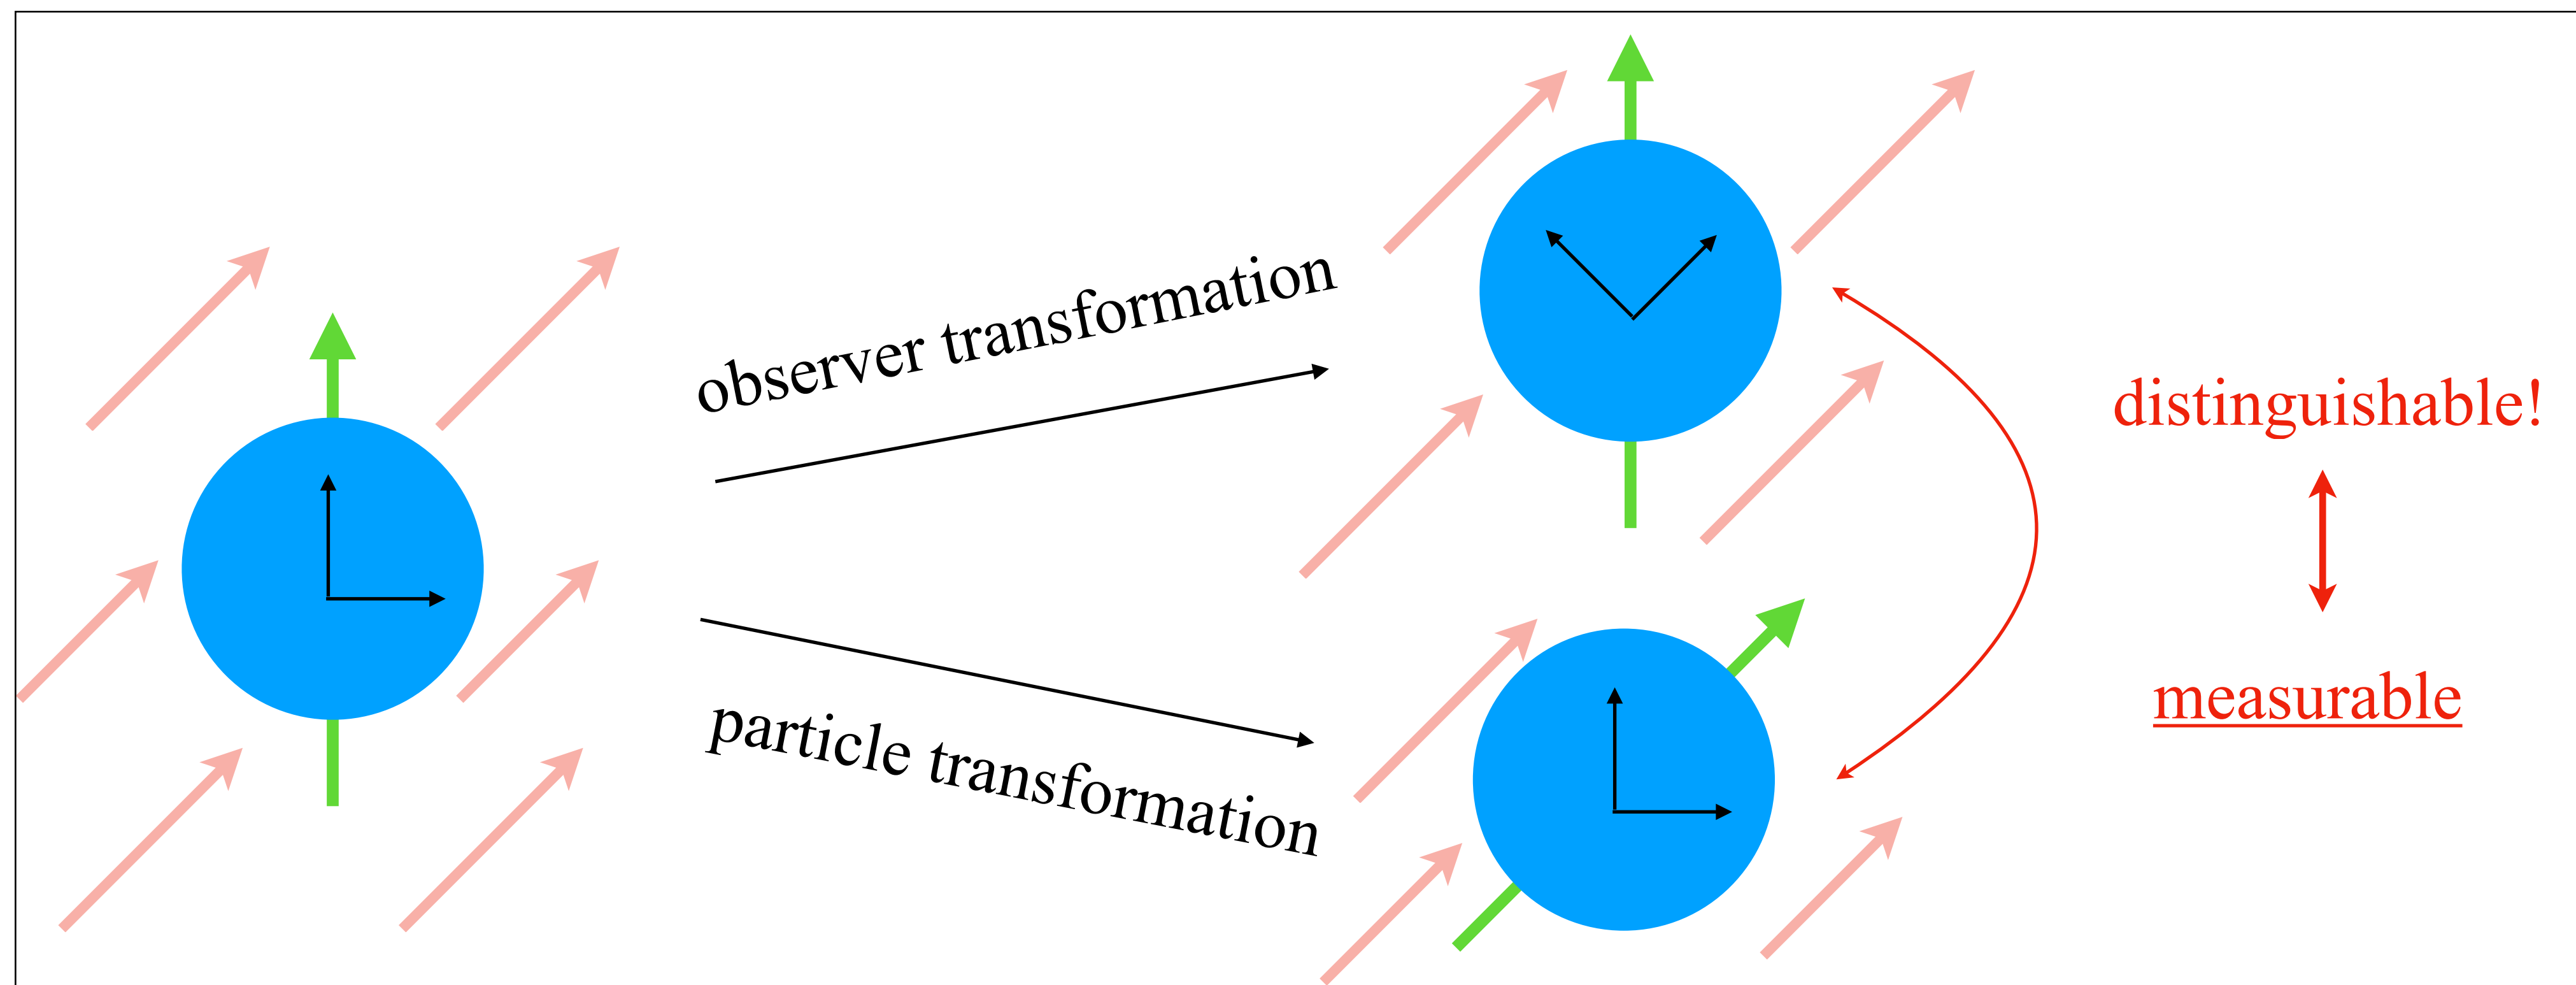 observer transformation
particle transformation
distinguishable!
measurable